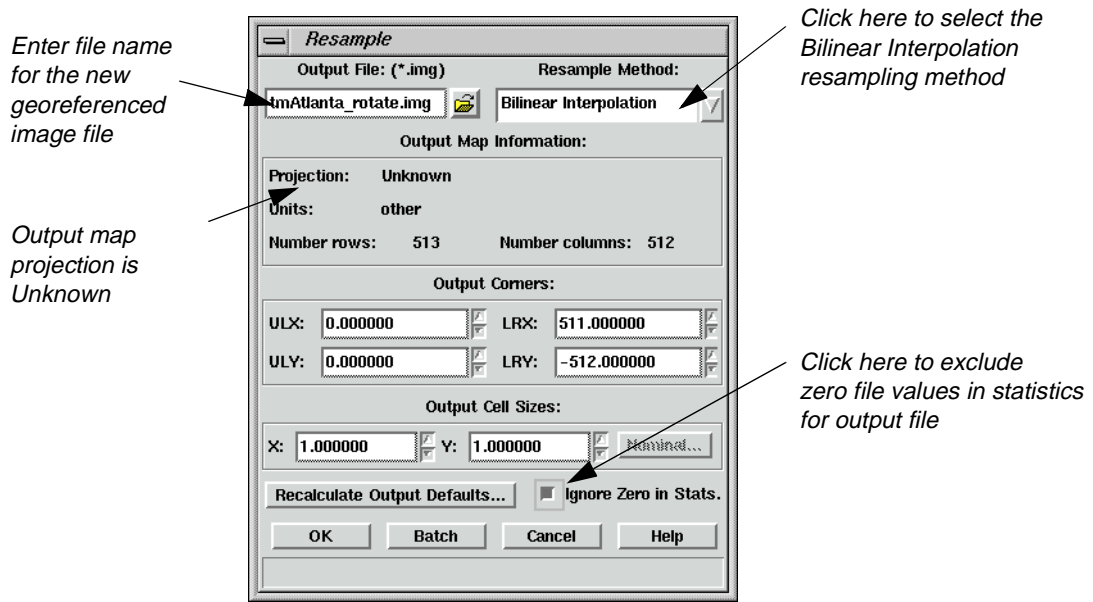 Enter file name
for the new
georeferenced
image file
Output map
projection is
Unknown
Resample
Output File: (*.img) Resample Method:
tmAtlanta_rotate.img Bilinear Interpolation
Output Map Information:
Projection: Unknown
Units: other
Number rows: 513 Number columns: 512
Output Corners:
ULX: 0.000000 LRX: 511.000000
ULY: 0.000000 LRY: -512.000000
Output Cell Sizes:
X: 1.000000 Y: 1.000000 Nominal...
Recalculate Output Defaults... Ignore Zero in Stats.
OK Batch Cancel Help
Click here to select the
Bilinear Interpolation
resampling method
Click here to exclude
zero file values in statistics
for output file